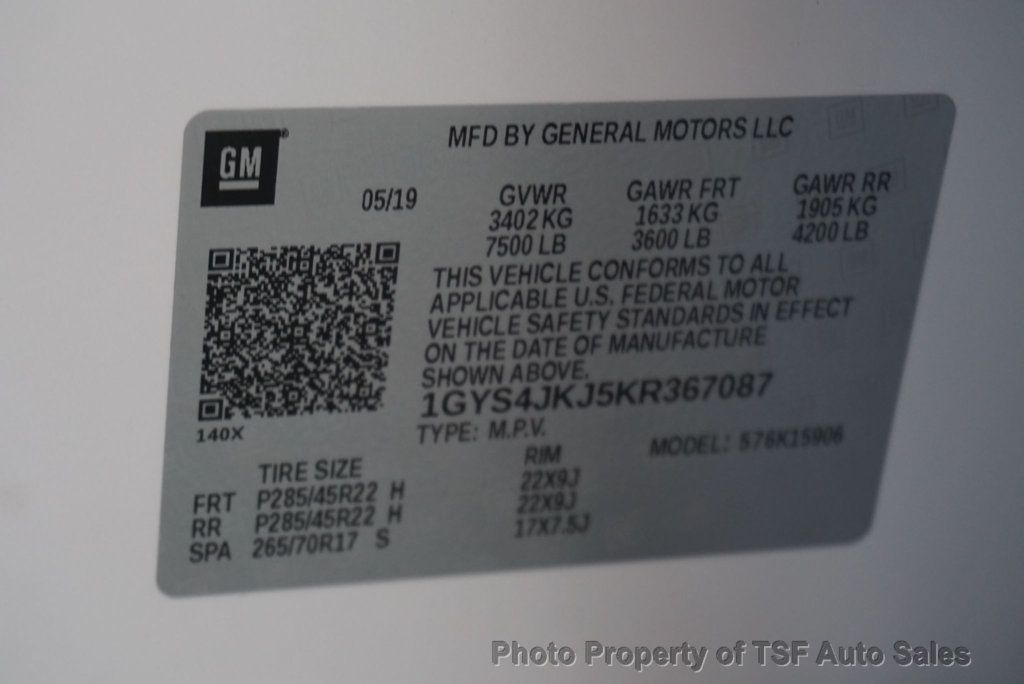 GM
MFD BY GENERAL MOTORS LLC
05/19
GVWR GAWR FRT GAWR RR
3402 KG 1633 KG 1905 KG
7500 LB 3600 LB 4200 LB
THIS VEHICLE CONFORMS TO ALL
APPLICABLE U.S. FEDERAL MOTOR
VEHICLE SAFETY STANDARDS IN EFFECT
ON THE DATE OF MANUFACTURE
SHOWN ABOVE.
1GYS4JKJ5KR367087
140X
TYPE: M.P.V. MODEL: 576K15906
TIRE SIZE RIM
FRT P285/45R22 H 22X9J
RR P285/45R22 H 22X9J
SPA 265/70R17 S 17X7.5J
Photo Property of TSF Auto Sales